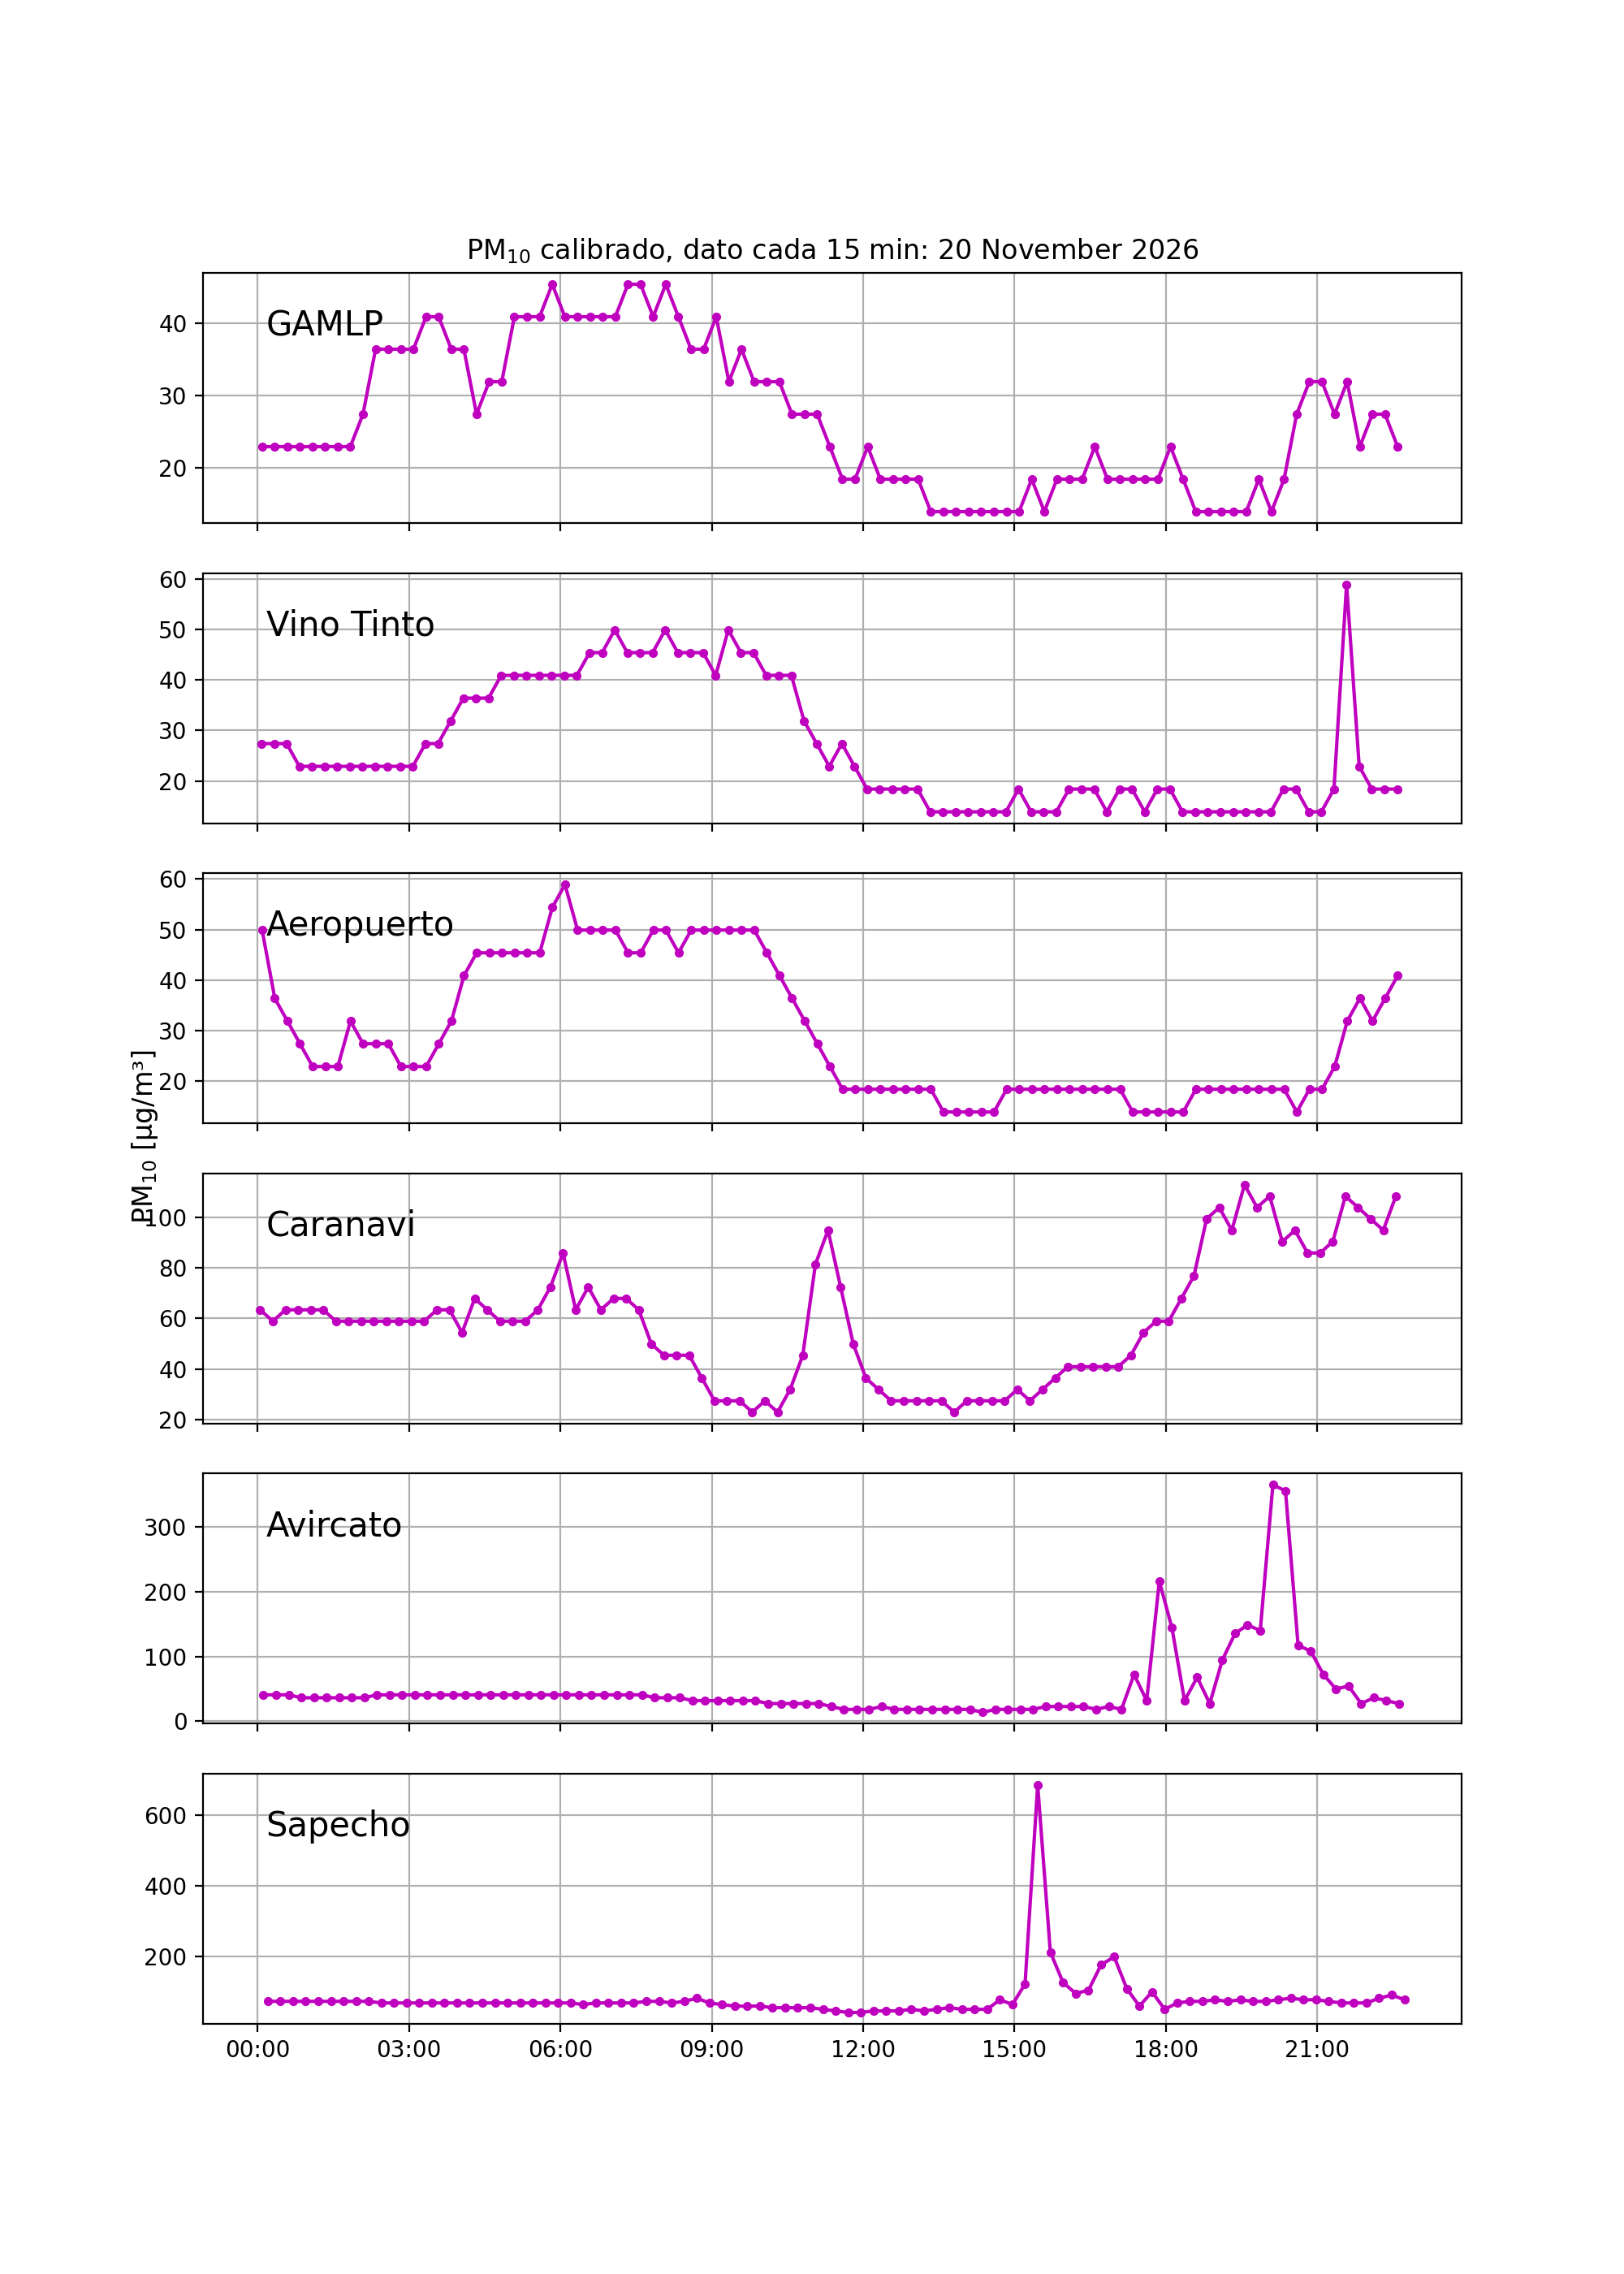 PM₁₀ calibrado, dato cada 15 min: 20 November 2026
GAMLP
40
30
20
Vino Tinto
60
50
40
30
20
Aeropuerto
60
50
40
30
20
PM₁₀ [µg/m³]
Caranavi
100
80
60
40
20
Avircato
300
200
100
0
Sapecho
600
400
200
00:00 03:00 06:00 09:00 12:00 15:00 18:00 21:00